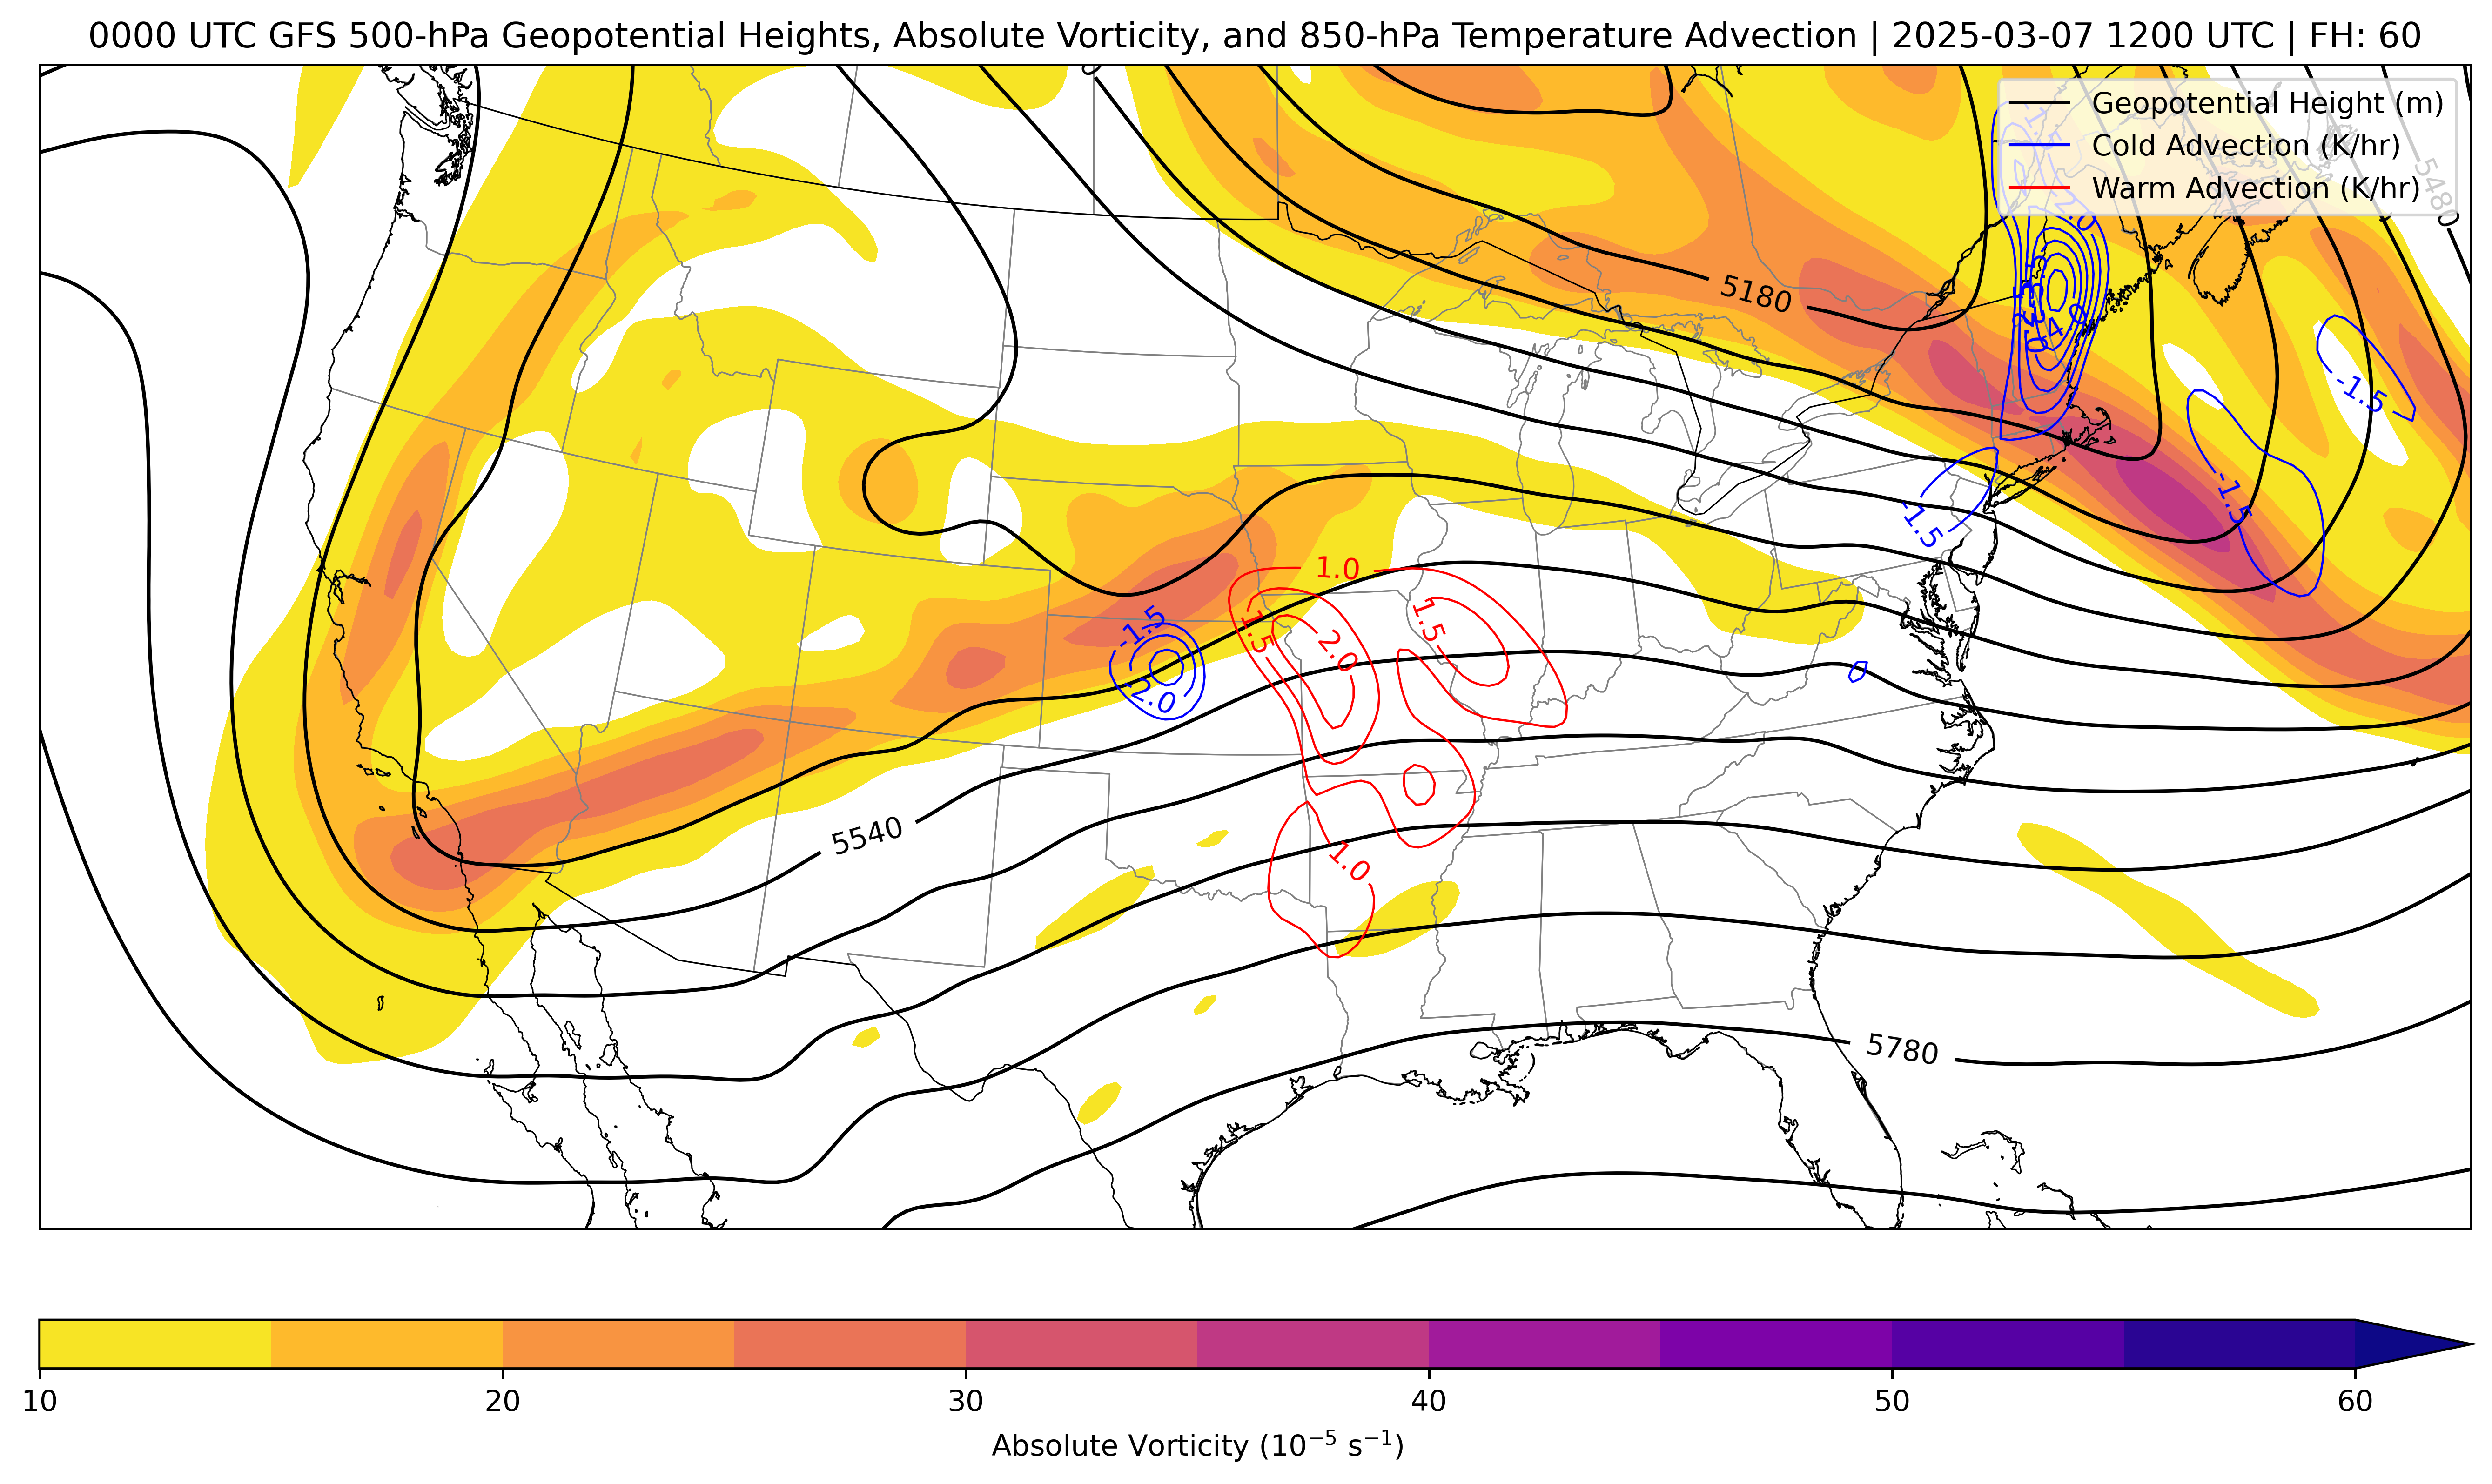 0000 UTC GFS 500-hPa Geopotential Heights, Absolute Vorticity, and 850-hPa Temperature Advection | 2025-03-07 1200 UTC | FH: 60
Geopotential Height (m)
Cold Advection (K/hr)
Warm Advection (K/hr)
5480
5180
-1.5
-1.5
-1.5
1.0
1.5
2.0
1.5
-1.5
-2.0
5540
1.0
5780
10 20 30 40 50 60
Absolute Vorticity (10⁻⁵ s⁻¹)